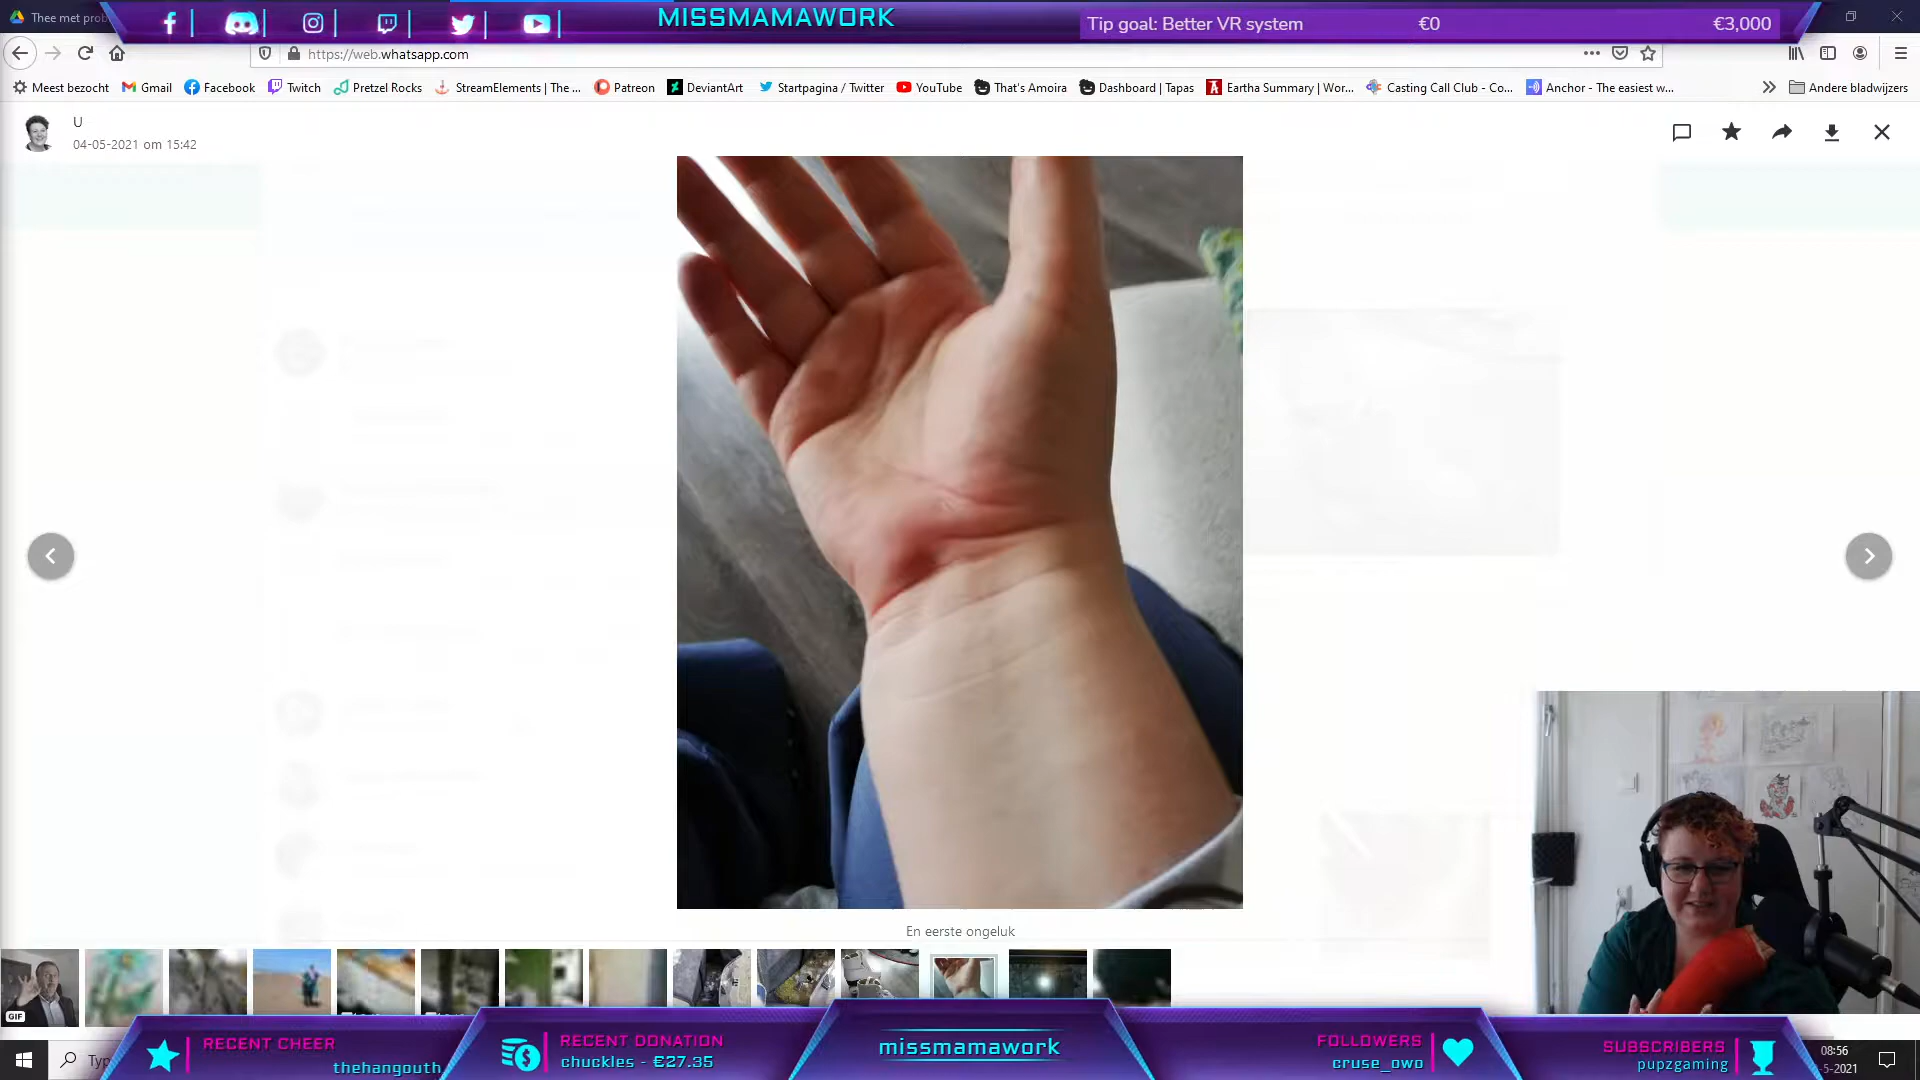 Thee met prob
MISSMAMAWORK
Tip goal: Better VR system €0 €3,000
https://web.whatsapp.com
Meest bezocht Gmail Facebook Twitch Pretzel Rocks StreamElements | The ... Patreon DeviantArt Startpagina / Twitter YouTube That's Amoira Dashboard | Tapas Eartha Summary | Wor... Casting Call Club - Co... Anchor - The easiest w... Andere bladwijzers
U
04-05-2021 om 15:42
En eerste ongeluk
GIF
RECENT CHEER
thehangouth
RECENT DONATION
chuckles - €27.35
missmamawork
FOLLOWERS
cruse_owo
SUBSCRIBERS
pupzgaming
08:56
-5-2021